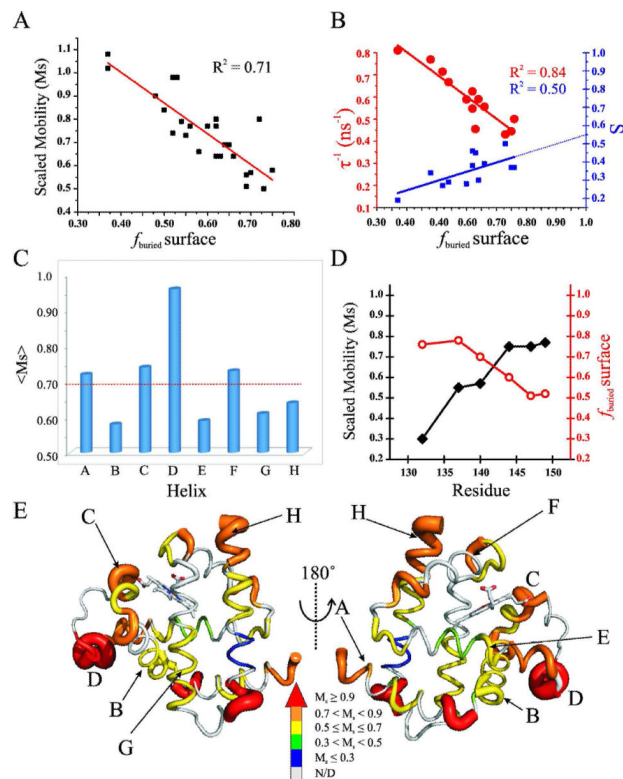 A
Scaled Mobility (Ms)
1.1
1.0
0.9
0.8
0.7
0.6
0.5
0.4
R² = 0.71
0.40 0.50 0.60 0.70 0.80
f_buried surface
B
τ⁻¹ (ns⁻¹)
0.8
0.7
0.6
0.5
0.4
0.3
0.2
0.1
R² = 0.84
R² = 0.50
1.0
0.9
0.8
0.7
0.6
0.5
0.4
0.3
0.2
0.1
0.0
S
0.30 0.40 0.50 0.60 0.70 0.80 0.90 1.0
f_buried surface
C
<Ms>
1.0
0.90
0.80
0.70
0.60
0.50
A B C D E F G H
Helix
D
Scaled Mobility (Ms)
1.0
0.9
0.8
0.7
0.6
0.5
0.4
0.3
0.2
1.0
0.9
0.8
0.7
0.6
0.5
0.4
0.3
0.2
f_buried surface
130 135 140 145 150
Residue
E
C
H
D
B
G
180°
A
H
F
C
E
D
B
Mₛ ≥ 0.9
0.7 < Mₛ < 0.9
0.5 ≤ Mₛ ≤ 0.7
0.3 < Mₛ < 0.5
Mₛ ≤ 0.3
N/D